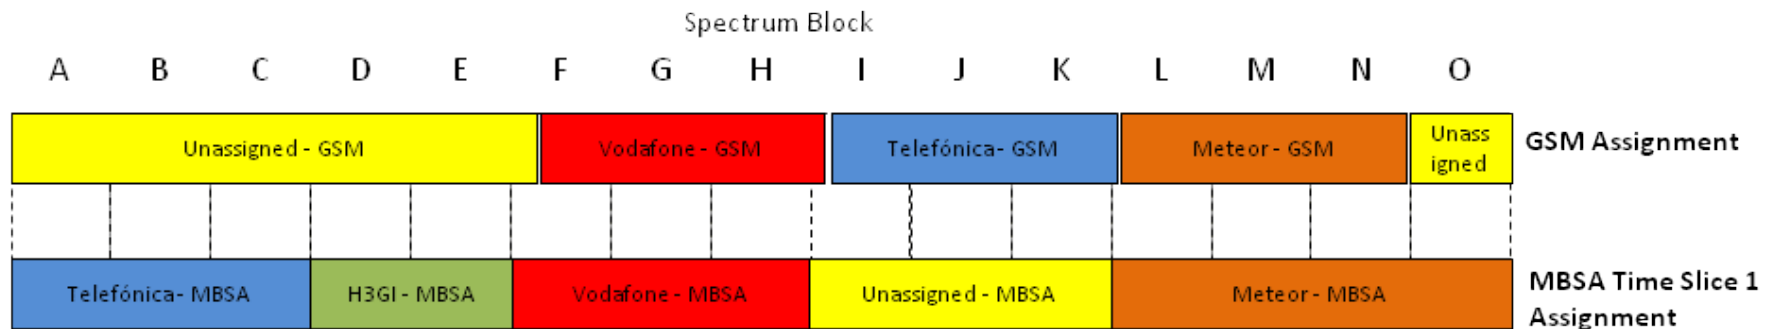 Spectrum Block
A B C D E F G H I J K L M N O
Unassigned - GSM
Vodafone - GSM
Telefónica- GSM
Meteor - GSM
Unass
igned
GSM Assignment
Telefónica- MBSA
H3GI - MBSA
Vodafone - MBSA
Unassigned - MBSA
Meteor - MBSA
MBSA Time Slice 1
Assignment